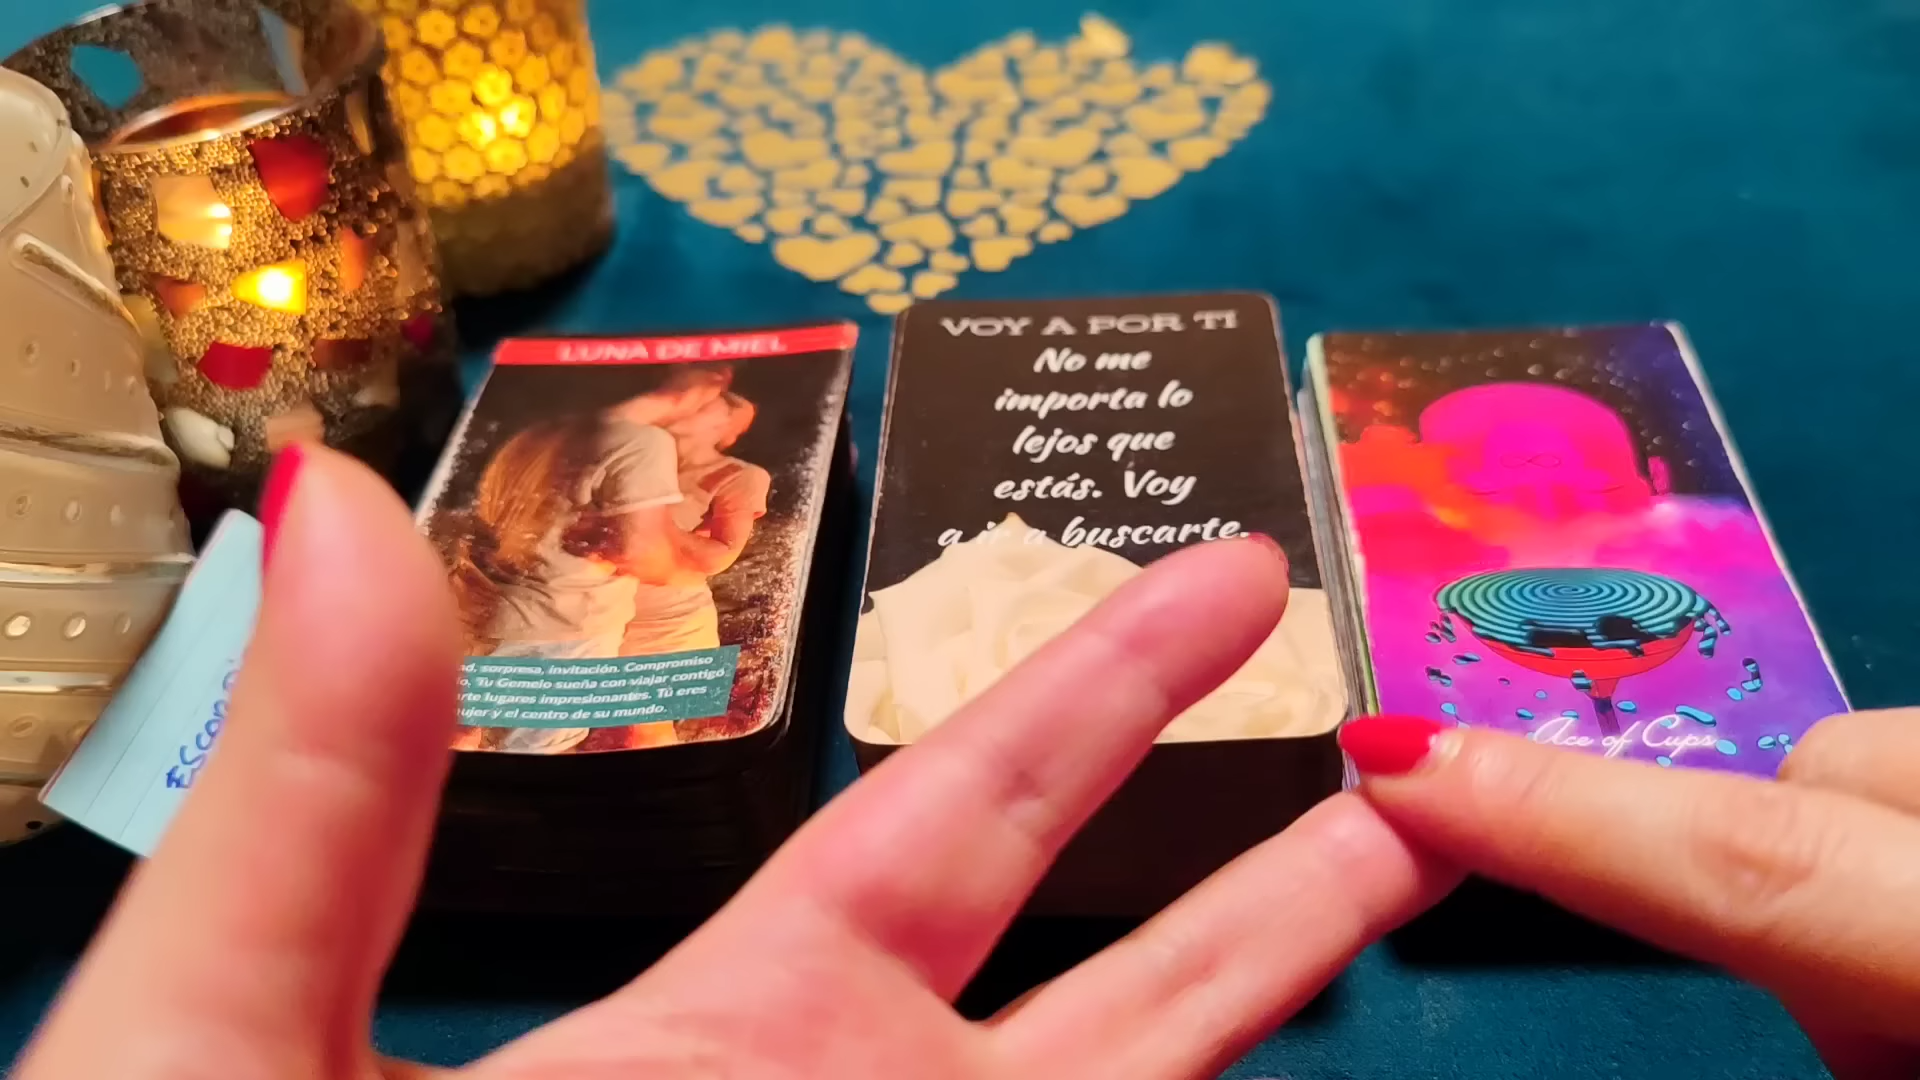 LUNA DE MIEL
sorpresa, invitación. Compromiso
Tu Gemelo sueña con viajar contigo
lugares impresionantes. Tú eres
y el centro de su mundo.
VOY A POR TI
No me
importa lo
lejos que
estás. Voy
a ir a buscarte.
Ace of Cups